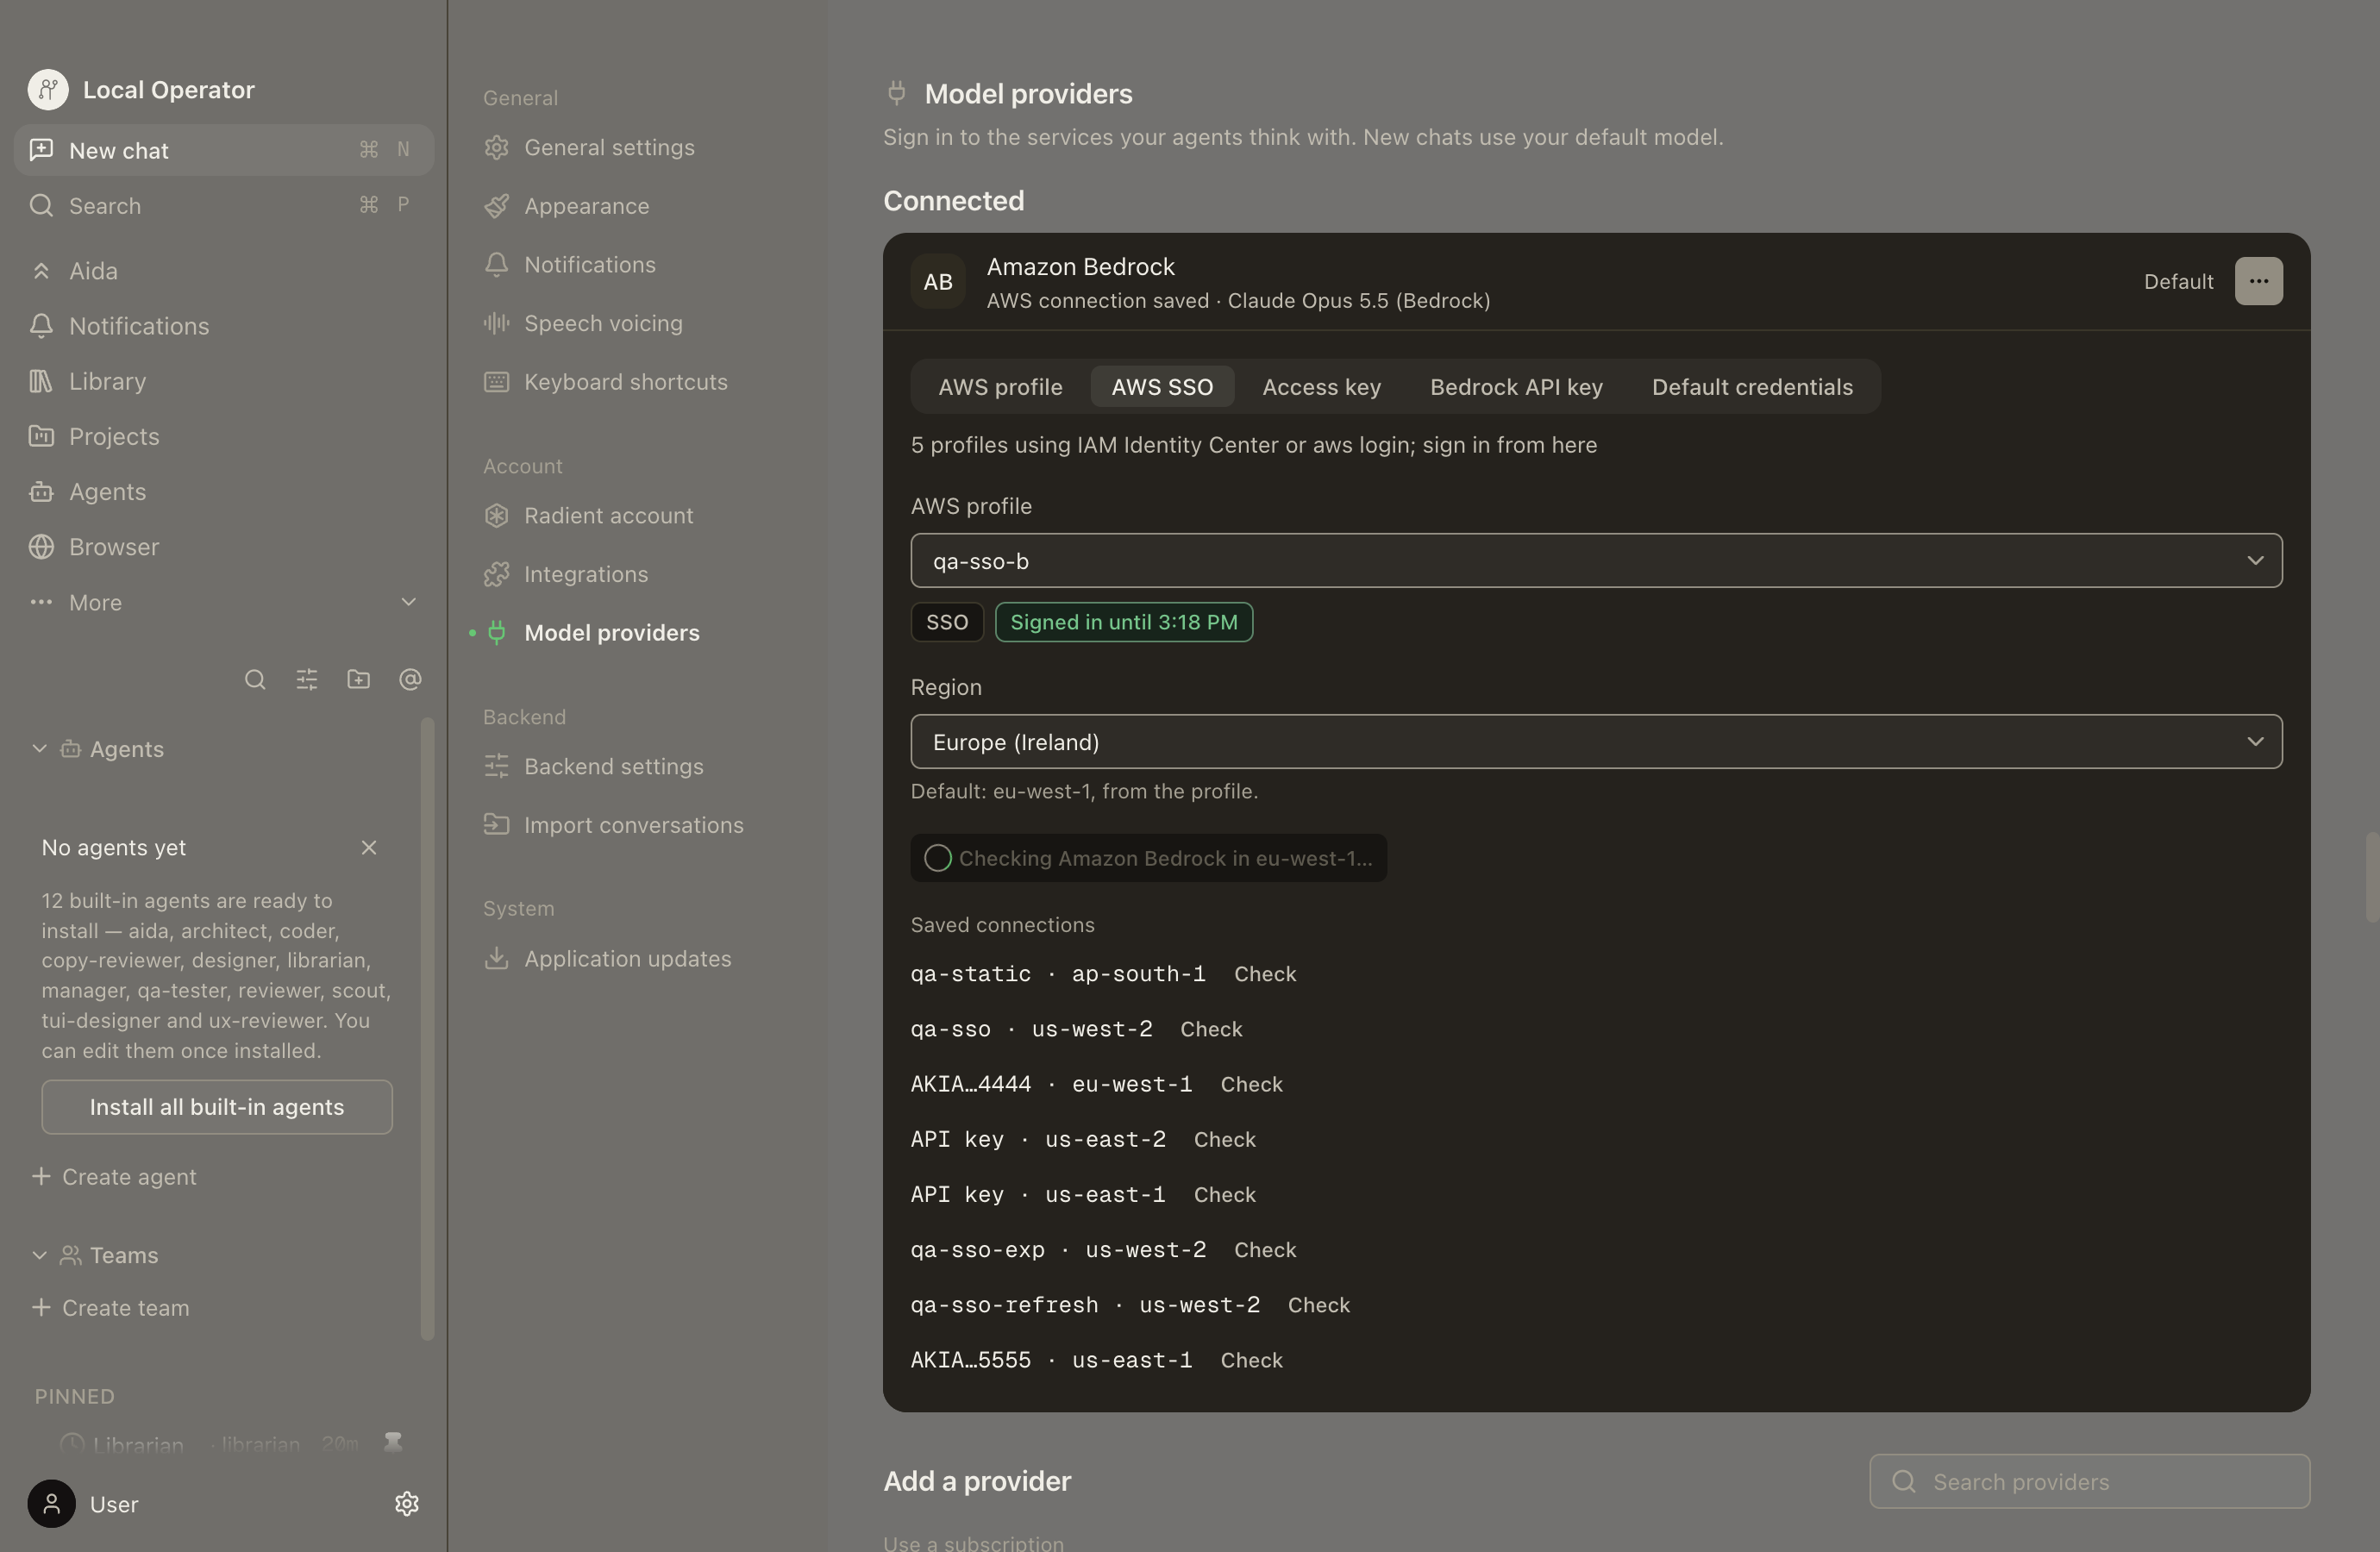 Local Operator
New chat ⌘ N
Search ⌘ P
Aida
Notifications
Library
Projects
Agents
Browser
More
Agents
No agents yet
12 built-in agents are ready to
install — aida, architect, coder,
copy-reviewer, designer, librarian,
manager, qa-tester, reviewer, scout,
tui-designer and ux-reviewer. You
can edit them once installed.
Install all built-in agents
Create agent
Teams
Create team
PINNED
Librarian · librarian 20m
User
General
General settings
Appearance
Notifications
Speech voicing
Keyboard shortcuts
Account
Radient account
Integrations
Model providers
Backend
Backend settings
Import conversations
System
Application updates
Model providers
Sign in to the services your agents think with. New chats use your default model.
Connected
AB
Amazon Bedrock
AWS connection saved · Claude Opus 5.5 (Bedrock)
Default
AWS profile AWS SSO Access key Bedrock API key Default credentials
5 profiles using IAM Identity Center or aws login; sign in from here
AWS profile
qa-sso-b
SSO Signed in until 3:18 PM
Region
Europe (Ireland)
Default: eu-west-1, from the profile.
Checking Amazon Bedrock in eu-west-1...
Saved connections
qa-static · ap-south-1 Check
qa-sso · us-west-2 Check
AKIA…4444 · eu-west-1 Check
API key · us-east-2 Check
API key · us-east-1 Check
qa-sso-exp · us-west-2 Check
qa-sso-refresh · us-west-2 Check
AKIA…5555 · us-east-1 Check
Add a provider
Search providers
Use a subscription